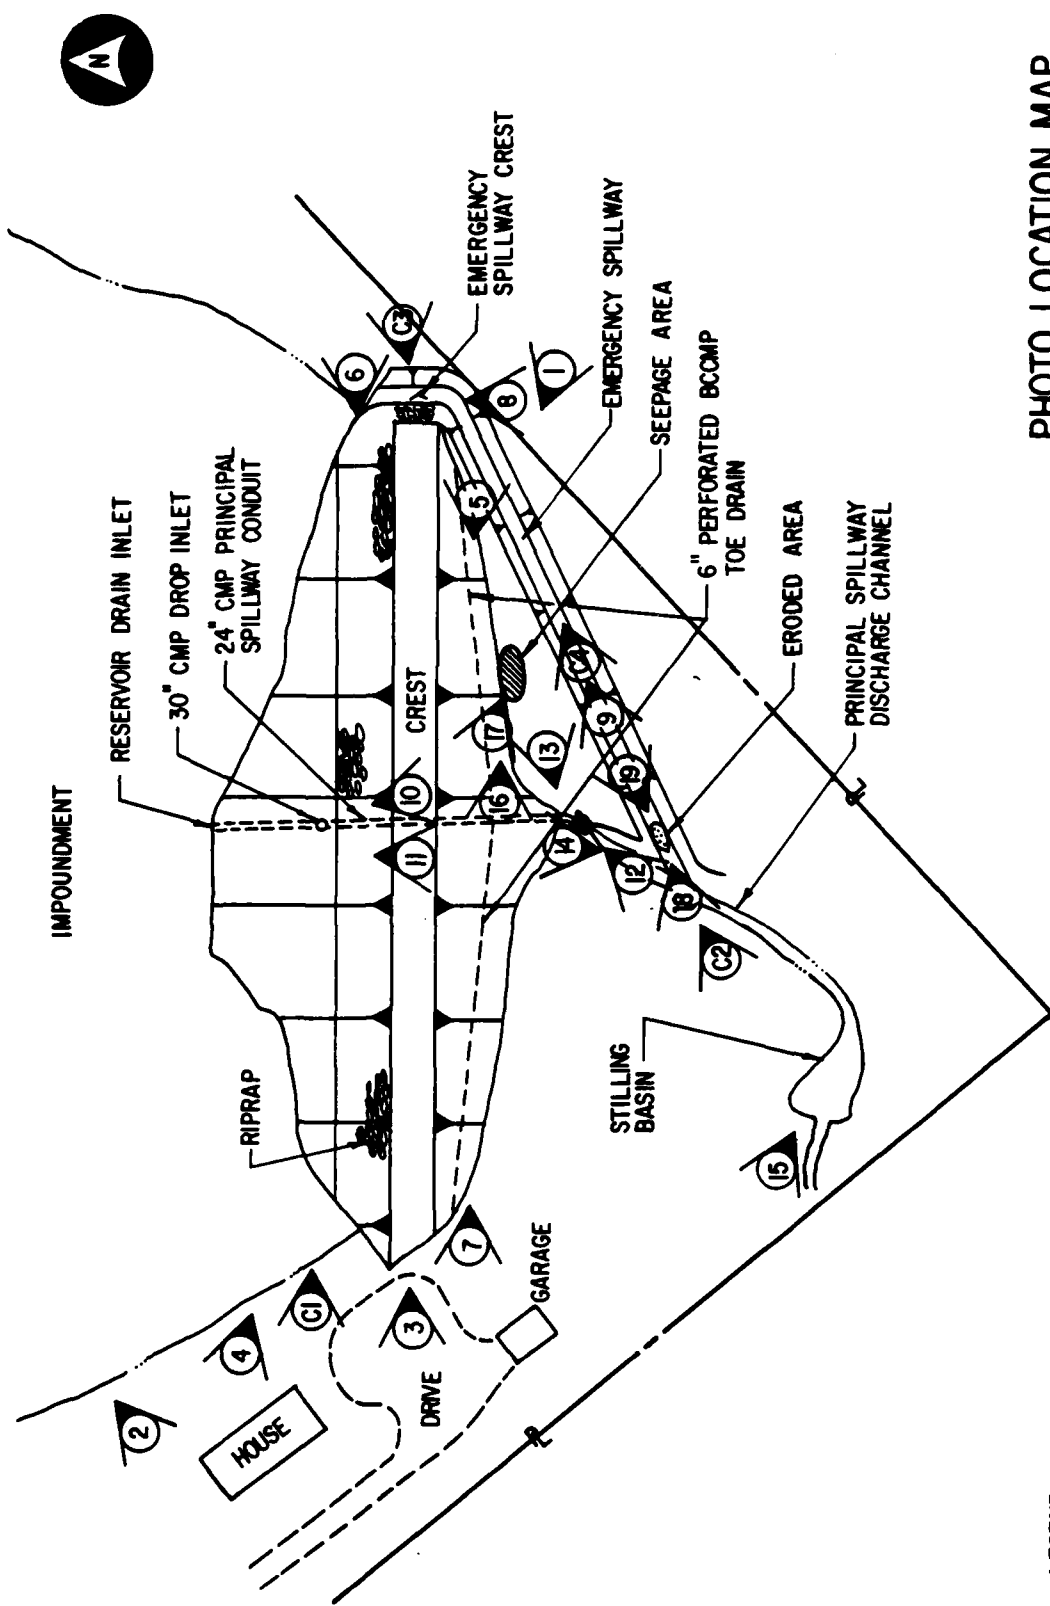 N
IMPOUNDMENT
RESERVOIR DRAIN INLET
30" CMP DROP INLET
24" CMP PRINCIPAL
SPILLWAY CONDUIT
RIPRAP
CREST
EMERGENCY
SPILLWAY CREST
EMERGENCY SPILLWAY
SEEPAGE AREA
6" PERFORATED BCCMP
TOE DRAIN
ERODED AREA
PRINCIPAL SPILLWAY
DISCHARGE CHANNEL
STILLING
BASIN
HOUSE
DRIVE
GARAGE
2
4
C1
3
7
11
10
16
17
13
14
12
18
C2
15
19
9
C4
5
8
1
6
C3
PL
PL
PHOTO LOCATION MAP